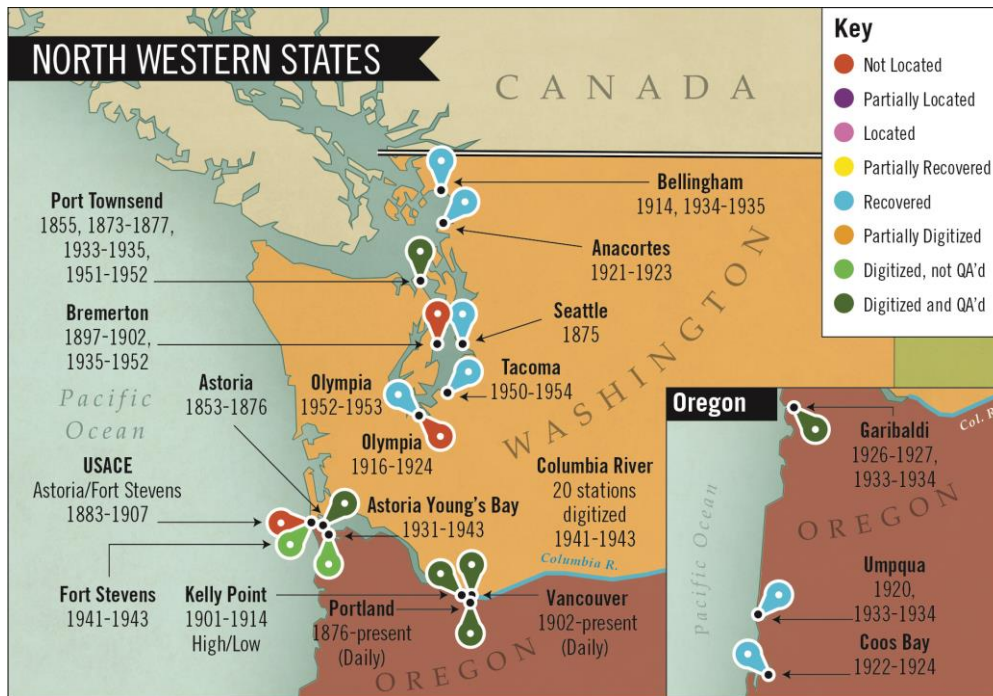 NORTH WESTERN STATES
CANADA
Key
Not Located
Partially Located
Located
Partially Recovered
Recovered
Partially Digitized
Digitized, not QA'd
Digitized and QA'd
Port Townsend
1855, 1873-1877,
1933-1935,
1951-1952
Bellingham
1914, 1934-1935
Anacortes
1921-1923
Bremerton
1897-1902,
1935-1952
Seattle
1875
Tacoma
1950-1954
WASHINGTON
Pacific
Ocean
Astoria
1853-1876
Olympia
1952-1953
Olympia
1916-1924
USACE
Astoria/Fort Stevens
1883-1907
Astoria Young's Bay
1931-1943
Columbia River
20 stations
digitized
1941-1943
Columbia R.
Fort Stevens
1941-1943
Kelly Point
1901-1914
High/Low
Portland
1876-present
(Daily)
Vancouver
1902-present
(Daily)
OREGON
Oregon
Col. R
Garibaldi
1926-1927,
1933-1934
OREGON
Pacific Ocean
Umpqua
1920,
1933-1934
Coos Bay
1922-1924